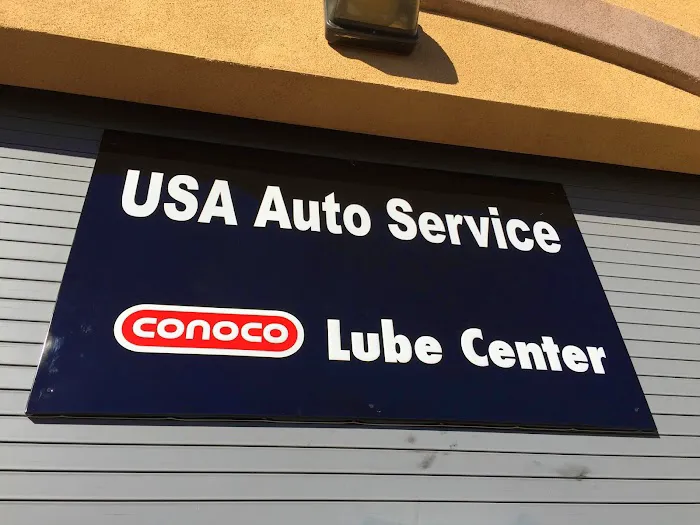 USA Auto Service
conoco Lube Center